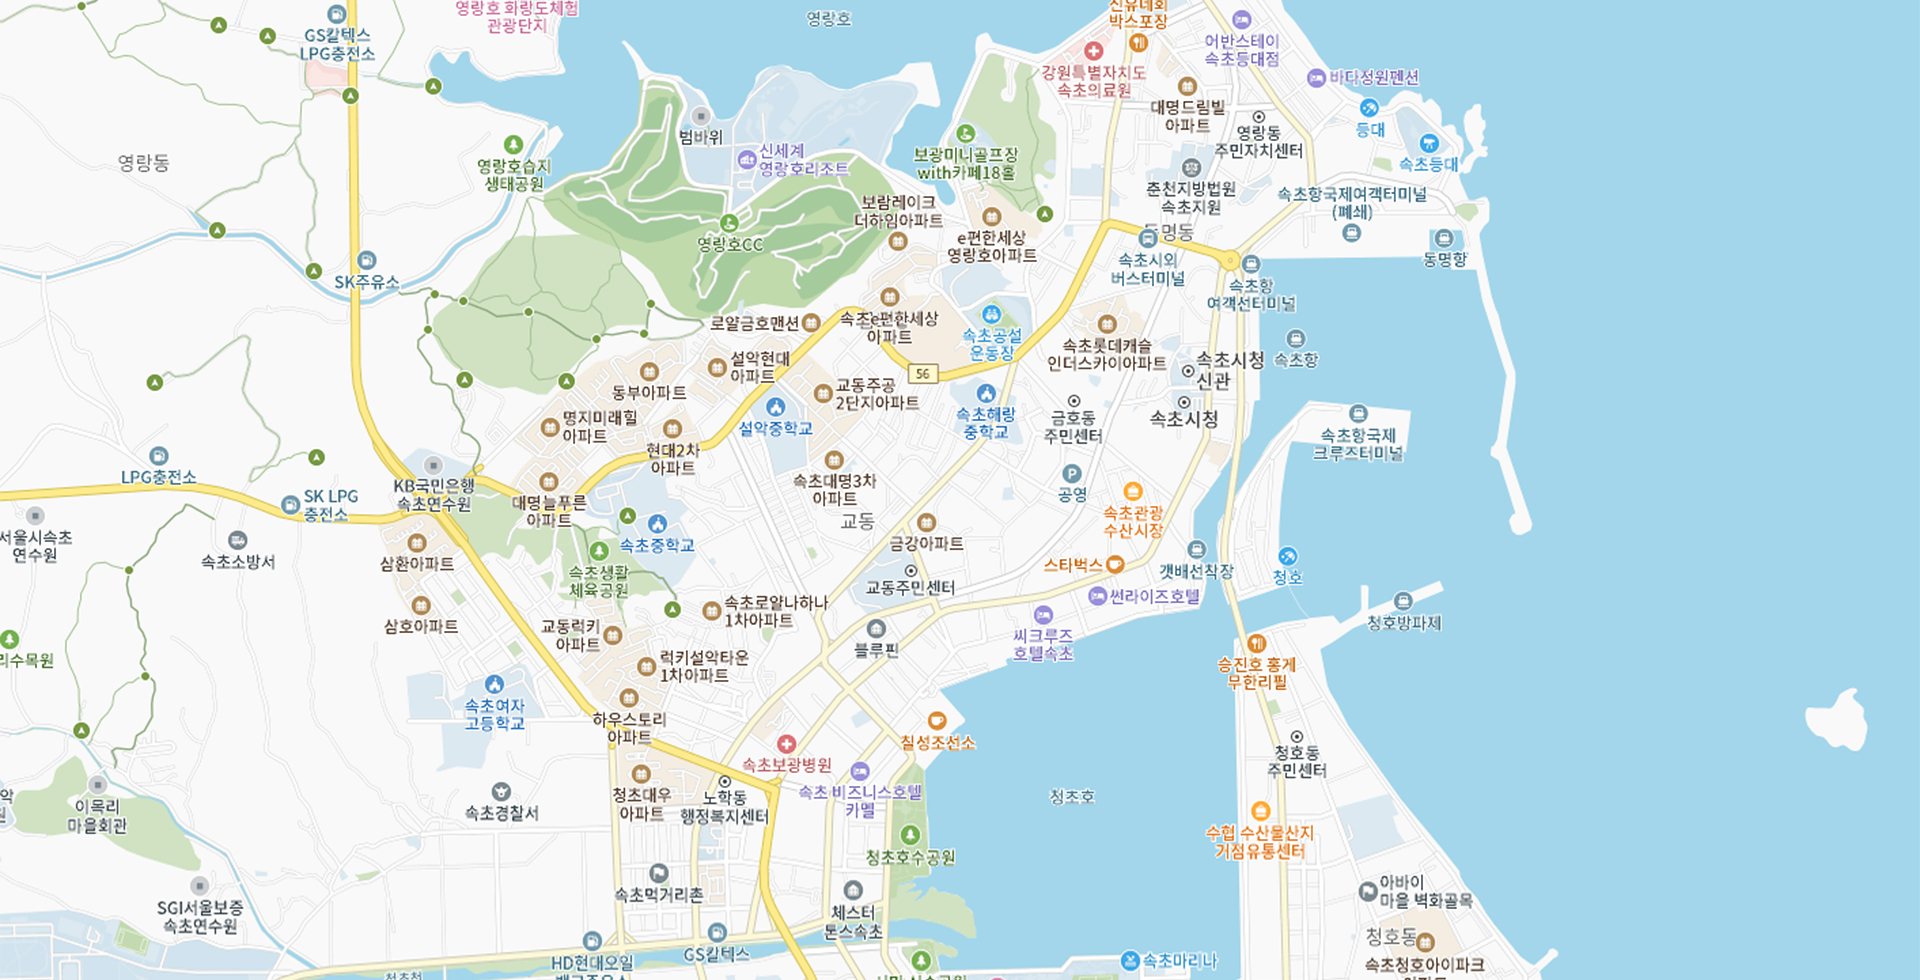 영랑호 화랑도체험
관광단지
영랑호
박스포장
GS칼텍스
LPG충전소
어반스테이
속초등대점
바다정원펜션
강원특별자치도
속초의료원
대명드림빌
아파트
등대
영랑동
주민자치센터
속초등대
범바위
영랑동
영랑호습지
생태공원
신세계
영랑호리조트
보광미니골프장
with카페18홀
춘천지방법원
속초지원
속초항국제여객터미널
(폐쇄)
보람레이크
더하임아파트
영랑호CC
e편한세상
영랑호아파트
동명동
속초시외
버스터미널
동명항
SK주유소
속초항
여객선터미널
로얄금호맨션
속초e편한세상
아파트
속초공설
운동장
속초롯데캐슬
인더스카이아파트
속초시청
신관
속초항
56
설악현대
아파트
동부아파트
교동주공
2단지아파트
명지미래힐
아파트
설악중학교
속초해랑
중학교
금호동
주민센터
속초시청
속초항국제
크루즈터미널
현대2차
아파트
LPG충전소
KB국민은행
속초연수원
SK LPG
충전소
대명늘푸른
아파트
속초대명3차
아파트
공영
속초관광
수산시장
교동
서울시속초
연수원
속초소방서
속초중학교
금강아파트
삼환아파트
속초생활
체육공원
교동주민센터
스타벅스
갯배선착장
청호
썬라이즈호텔
삼호아파트
속초로얄나하나
1차아파트
교동럭키
아파트
씨크루즈
호텔속초
청호방파제
블루핀
리수목원
럭키설악타운
1차아파트
승진호 홍게
무한리필
속초여자
고등학교
하우스토리
아파트
칠성조선소
속초보광병원
청호동
주민센터
이목리
마을회관
속초경찰서
청초대우
아파트
노학동
행정복지센터
속초 비즈니스호텔
카멜
청초호
수협 수산물산지
거점유통센터
청초호수공원
속초먹거리촌
아바이
마을 벽화골목
SGI서울보증
속초연수원
체스터
톤스속초
청호동
HD현대오일
GS칼텍스
속초마리나
속초청호아이파크